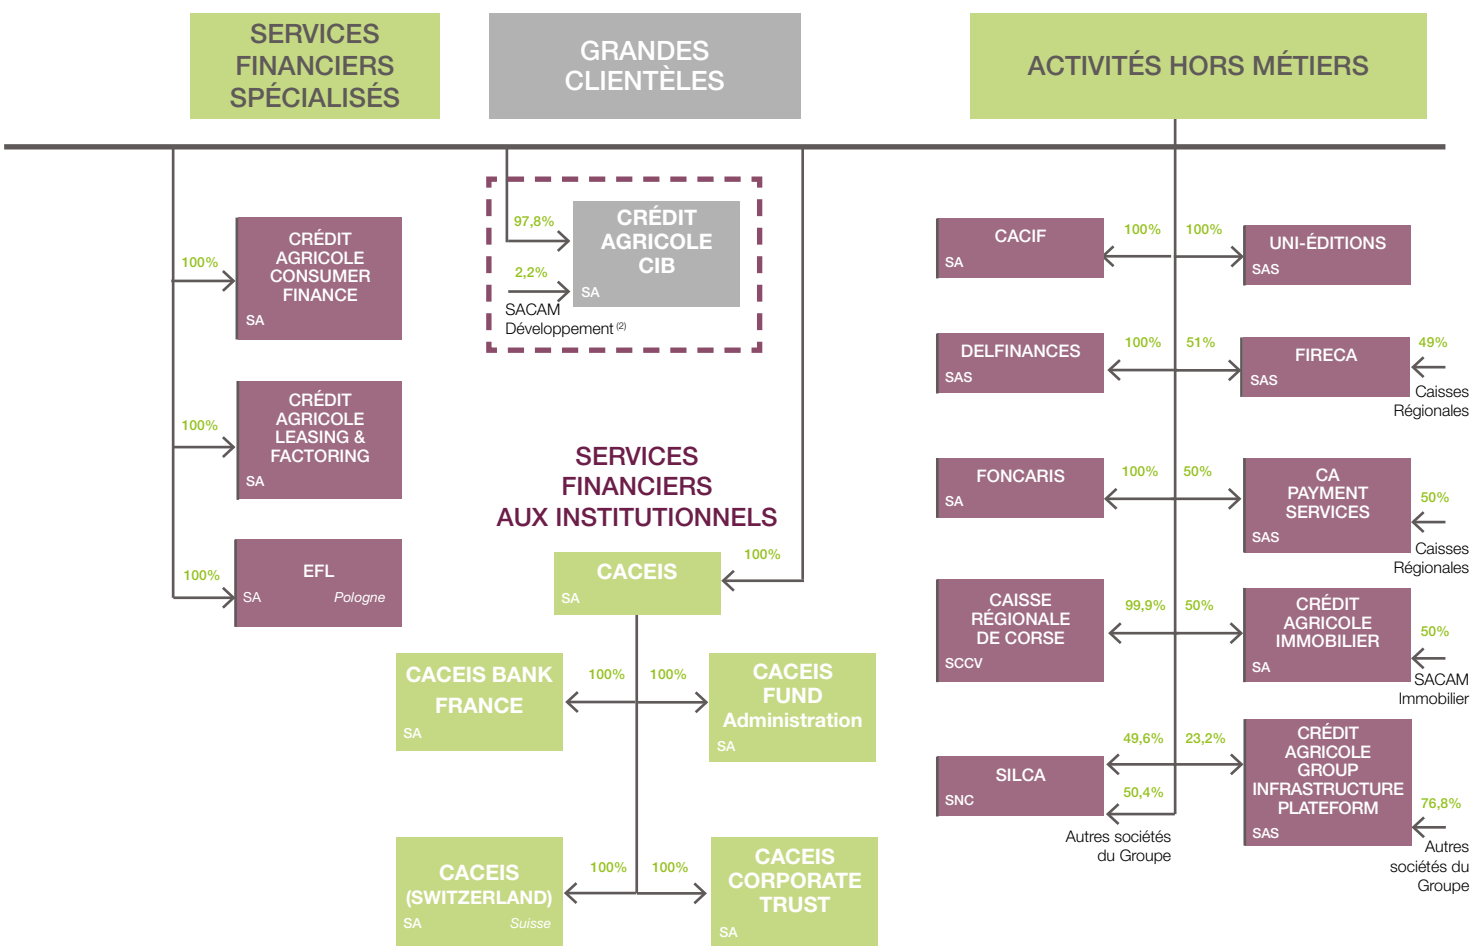 SERVICES
FINANCIERS
SPÉCIALISÉS
GRANDES
CLIENTÈLES
ACTIVITÉS HORS MÉTIERS
100%
CRÉDIT
AGRICOLE
CONSUMER
FINANCE
SA
100%
CRÉDIT
AGRICOLE
LEASING &
FACTORING
SA
100%
EFL
SA
Pologne
97,8%
CRÉDIT
AGRICOLE
CIB
SA
2,2%
SACAM
Développement (2)
SERVICES
FINANCIERS
AUX INSTITUTIONNELS
100%
CACEIS
SA
CACEIS BANK
FRANCE
SA
100%
100%
CACEIS
FUND
Administration
SA
CACEIS
(SWITZERLAND)
SA
Suisse
100%
100%
CACEIS
CORPORATE
TRUST
SA
CACIF
SA
100%
100%
UNI-ÉDITIONS
SAS
DELFINANCES
SAS
100%
51%
FIRECA
SAS
49%
Caisses
Régionales
FONCARIS
SA
100%
50%
CA
PAYMENT
SERVICES
SAS
50%
Caisses
Régionales
CAISSE
RÉGIONALE
DE CORSE
SCCV
99,9%
50%
CRÉDIT
AGRICOLE
IMMOBILIER
SA
50%
SACAM
Immobilier
SILCA
SNC
49,6%
23,2%
50,4%
Autres sociétés
du Groupe
CRÉDIT
AGRICOLE
GROUP
INFRASTRUCTURE
PLATEFORM
SAS
76,8%
Autres
sociétés du
Groupe